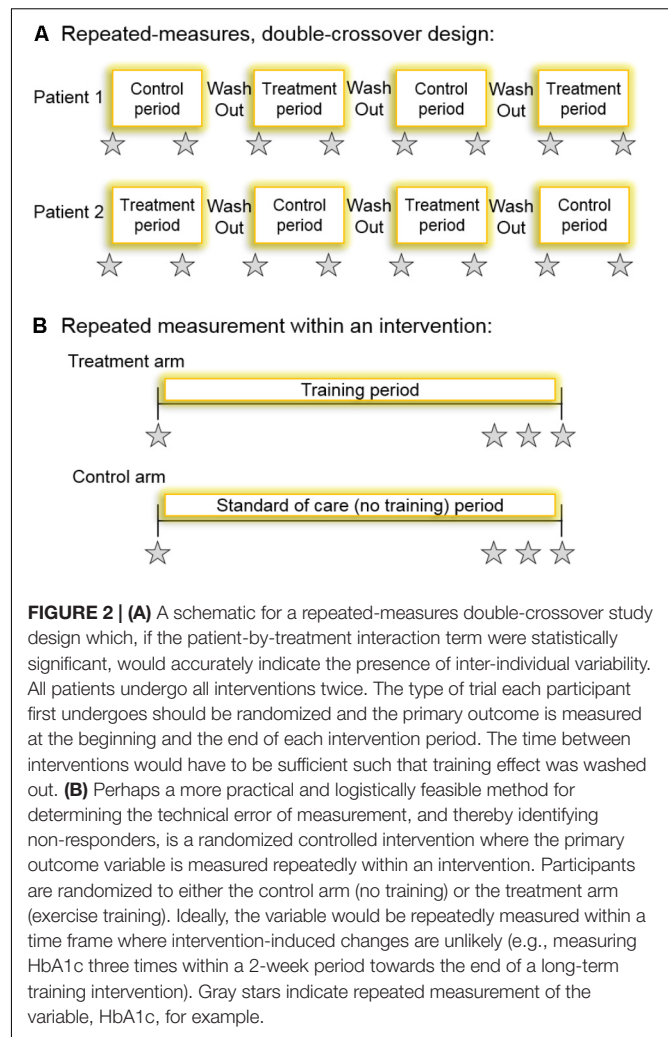 A Repeated-measures, double-crossover design:
Patient 1
Control period
Wash Out
Treatment period
Wash Out
Control period
Wash Out
Treatment period
Patient 2
Treatment period
Wash Out
Control period
Wash Out
Treatment period
Wash Out
Control period
B Repeated measurement within an intervention:
Treatment arm
Training period
Control arm
Standard of care (no training) period
FIGURE 2 | (A) A schematic for a repeated-measures double-crossover study
design which, if the patient-by-treatment interaction term were statistically
significant, would accurately indicate the presence of inter-individual variability.
All patients undergo all interventions twice. The type of trial each participant
first undergoes should be randomized and the primary outcome is measured
at the beginning and the end of each intervention period. The time between
interventions would have to be sufficient such that training effect was washed
out. (B) Perhaps a more practical and logistically feasible method for
determining the technical error of measurement, and thereby identifying
non-responders, is a randomized controlled intervention where the primary
outcome variable is measured repeatedly within an intervention. Participants
are randomized to either the control arm (no training) or the treatment arm
(exercise training). Ideally, the variable would be repeatedly measured within a
time frame where intervention-induced changes are unlikely (e.g., measuring
HbA1c three times within a 2-week period towards the end of a long-term
training intervention). Gray stars indicate repeated measurement of the
variable, HbA1c, for example.